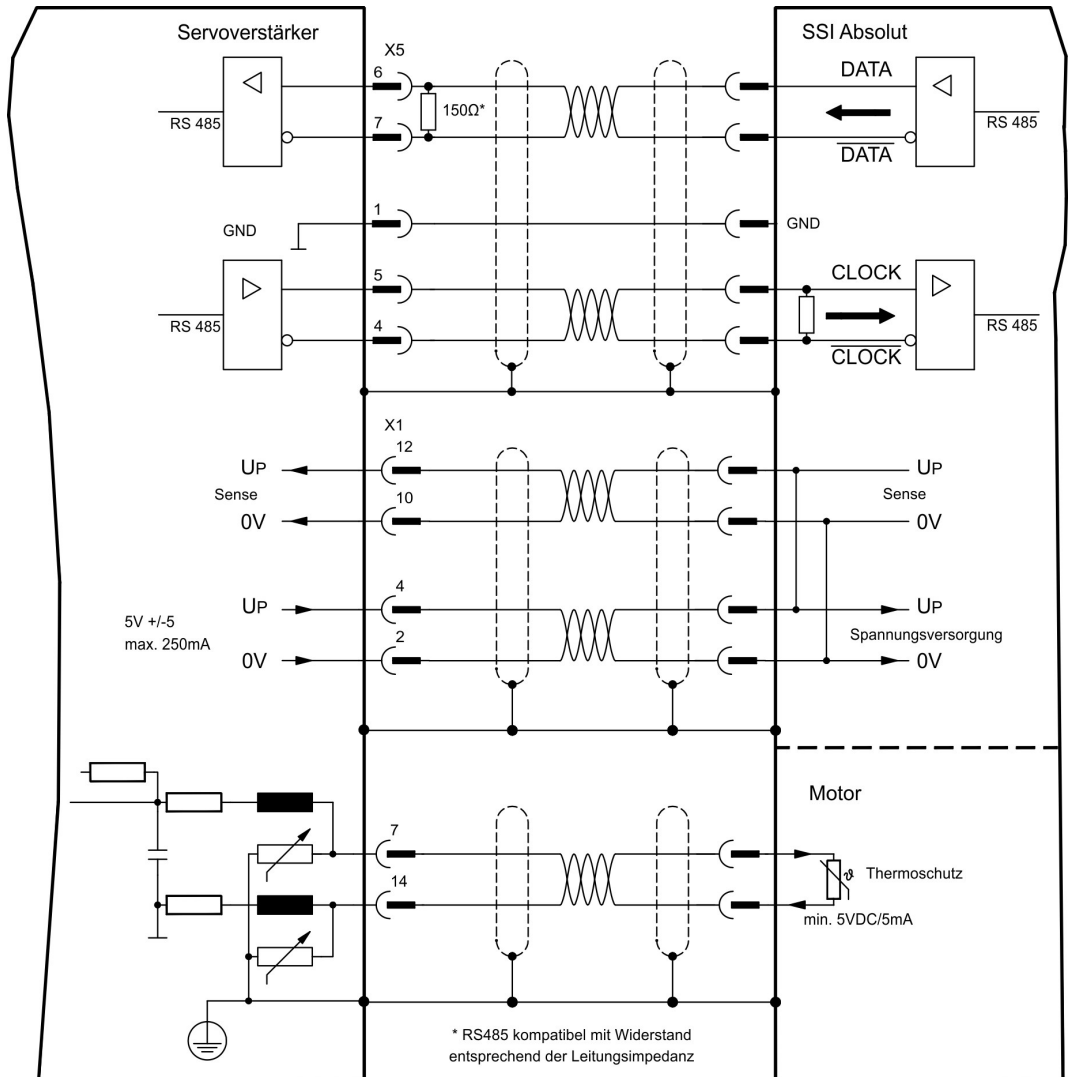 Servoverstärker
SSI Absolut
X5
6
DATA
150Ω*
RS 485
RS 485
7
DATA
1
GND
GND
5
CLOCK
RS 485
RS 485
4
CLOCK
X1
12
UP
UP
Sense
Sense
10
0V
0V
4
UP
UP
5V +/-5
max. 250mA
Spannungsversorgung
2
0V
0V
Motor
7
ϑ
Thermoschutz
14
min. 5VDC/5mA
* RS485 kompatibel mit Widerstand
entsprechend der Leitungsimpedanz